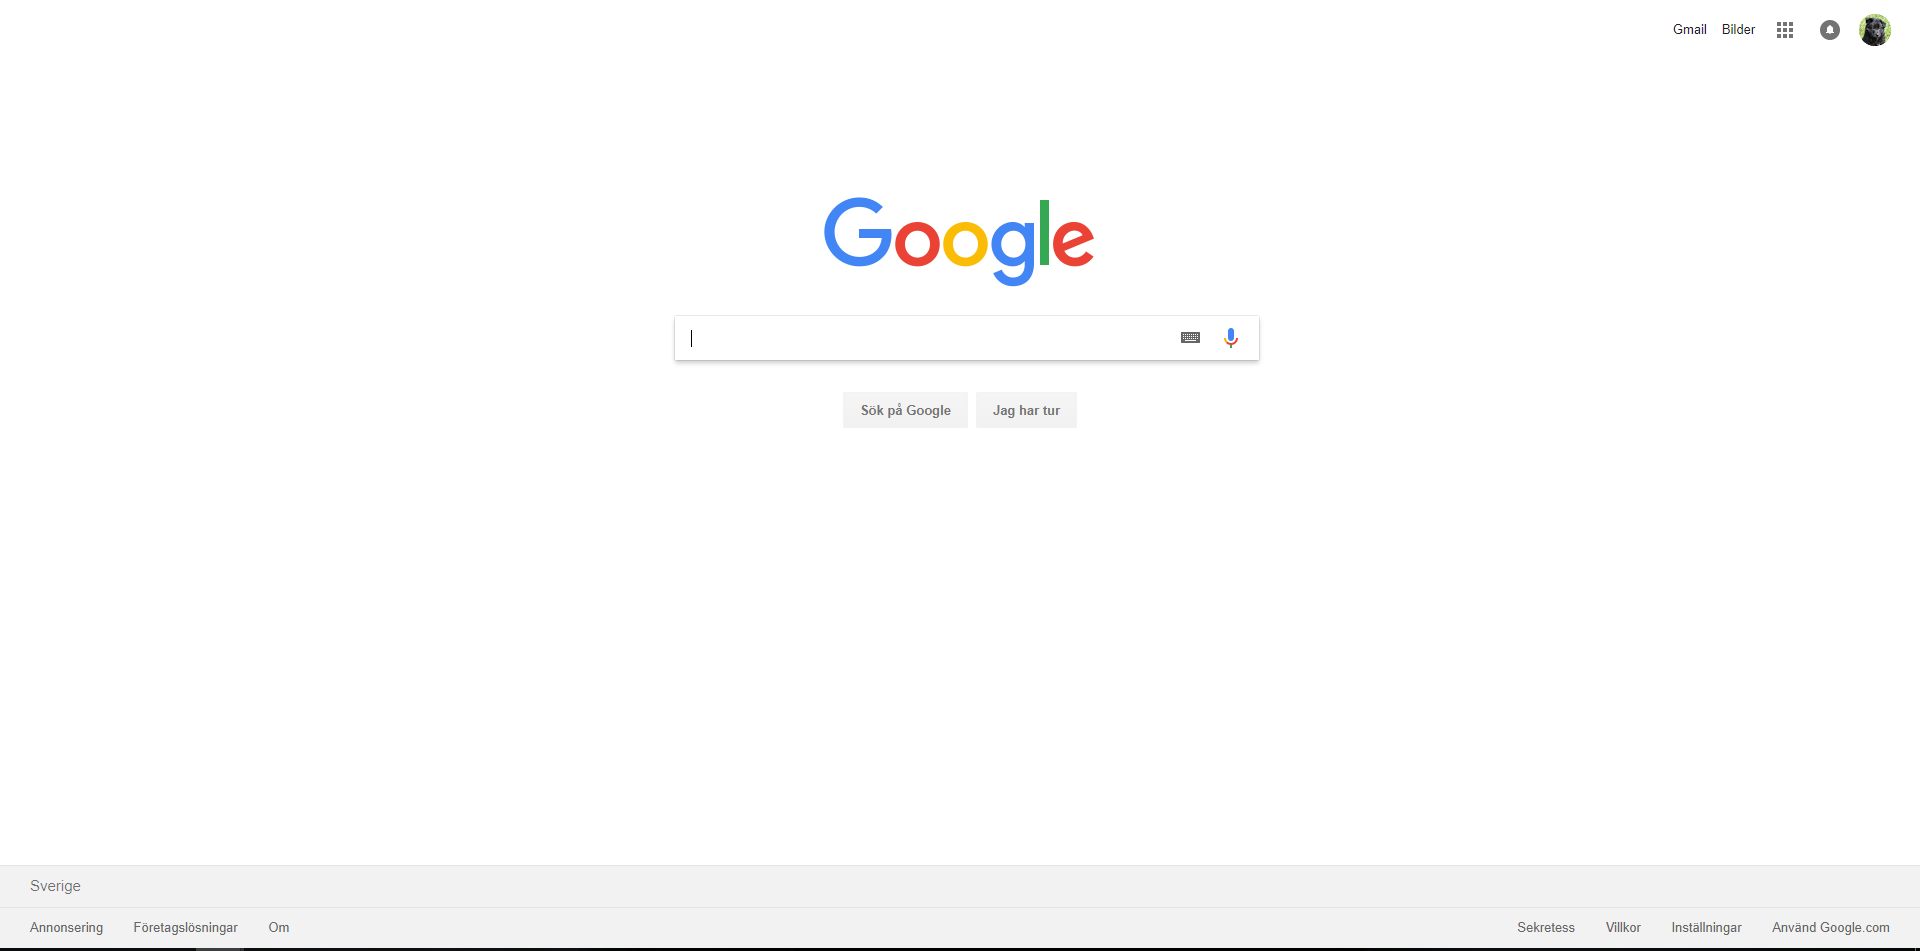 Gmail Bilder
Google
Sök på Google Jag har tur
Sverige
Annonsering Företagslösningar Om Sekretess Villkor Inställningar Använd Google.com